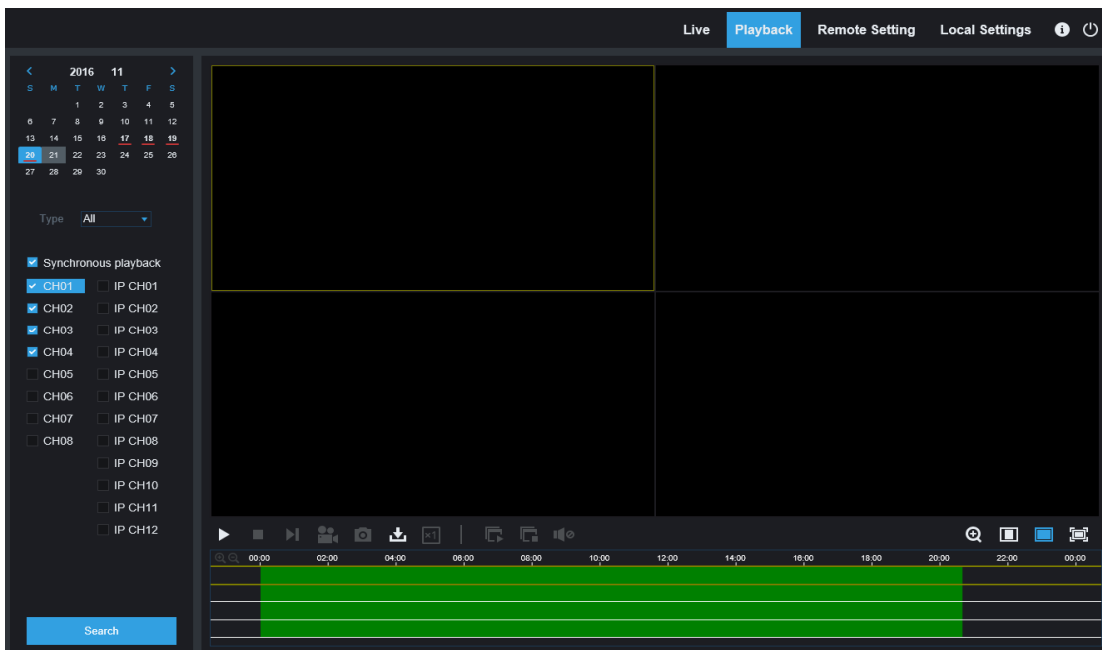 Live Playback Remote Setting Local Settings
2016 11
S M T W T F S
1 2 3 4 5
6 7 8 9 10 11 12
13 14 15 16 17 18 19
20 21 22 23 24 25 26
27 28 29 30
Type All
Synchronous playback
CH01 IP CH01
CH02 IP CH02
CH03 IP CH03
CH04 IP CH04
CH05 IP CH05
CH06 IP CH06
CH07 IP CH07
CH08 IP CH08
IP CH09
IP CH10
IP CH11
IP CH12
×1
00:00 02:00 04:00 06:00 08:00 10:00 12:00 14:00 16:00 18:00 20:00 22:00 00:00
Search